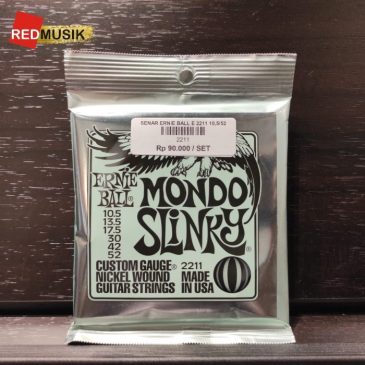 REDMUSIK
SENAR ERNIE BALL E 2211 10,5/52
2211
Rp 90.000 / SET
ERNIE BALL
MONDO
SLINKY
10.5
13.5
17.5
30
42
52
CUSTOM GAUGE® 2211
NICKEL WOUND MADE
GUITAR STRINGS IN USA